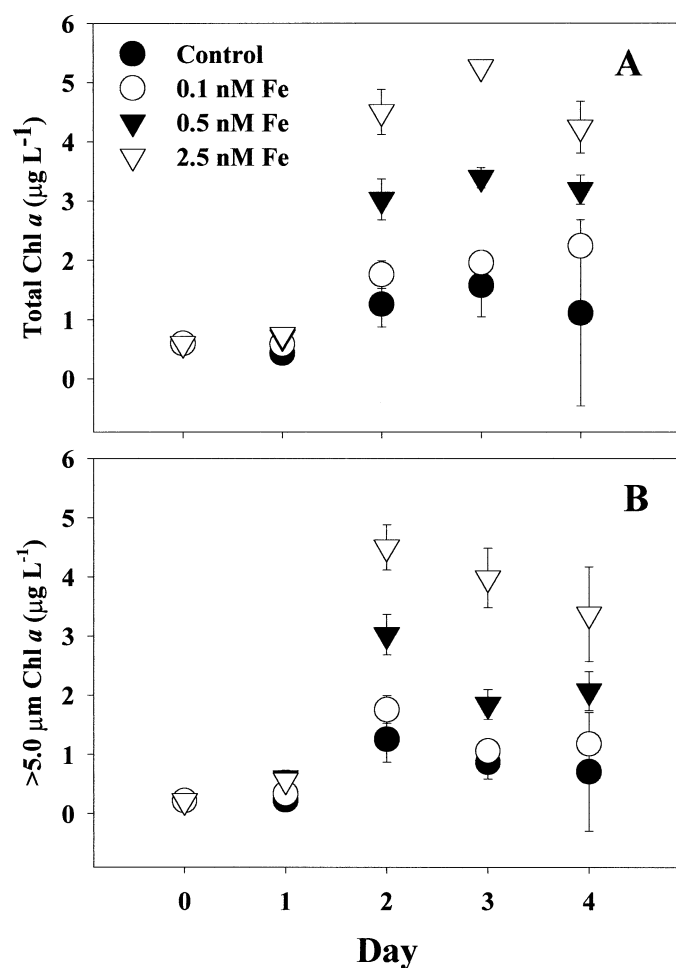 6
5
4
3
2
1
0
Total Chl a (µg L-1)
Control
0.1 nM Fe
0.5 nM Fe
2.5 nM Fe
A
6
5
4
3
2
1
0
>5.0 µm Chl a (µg L-1)
B
0 1 2 3 4
Day